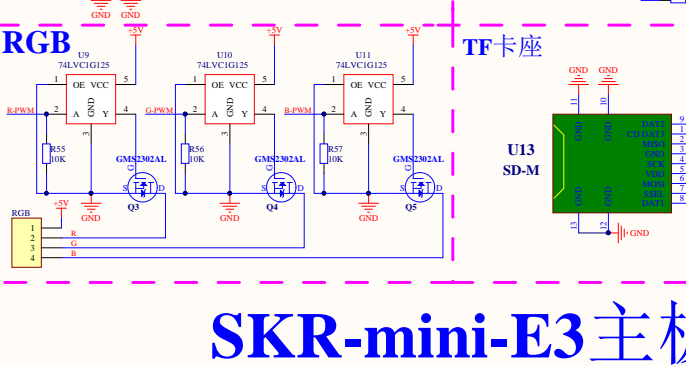 GND GND
RGB
+5V +5V +5V
TF卡座
U9 U10 U11
74LVC1G125 74LVC1G125 74LVC1G125
1 OE VCC 5 1 OE VCC 5 1 OE VCC 5
R-PWM 2 A GND Y 4 G-PWM 2 A GND Y 4 B-PWM 2 A GND Y 4
3 3 3
R55 R56 R57
10K 10K 10K
GMS2302AL GMS2302AL GMS2302AL
G G G
S D S D S D
Q3 Q4 Q5
GND GND GND
RGB
+5V
1
2 R
3 G
4 B
GND GND
11 10
GND GND
U13
SD-M
DAT2 9
CD DAT3 1
MISO 2
GND 3
SCK 4
VDD 5
MOSI 6
SSEL 7
DAT1 8
GND GND
13 12
GND
SKR-mini-E3主